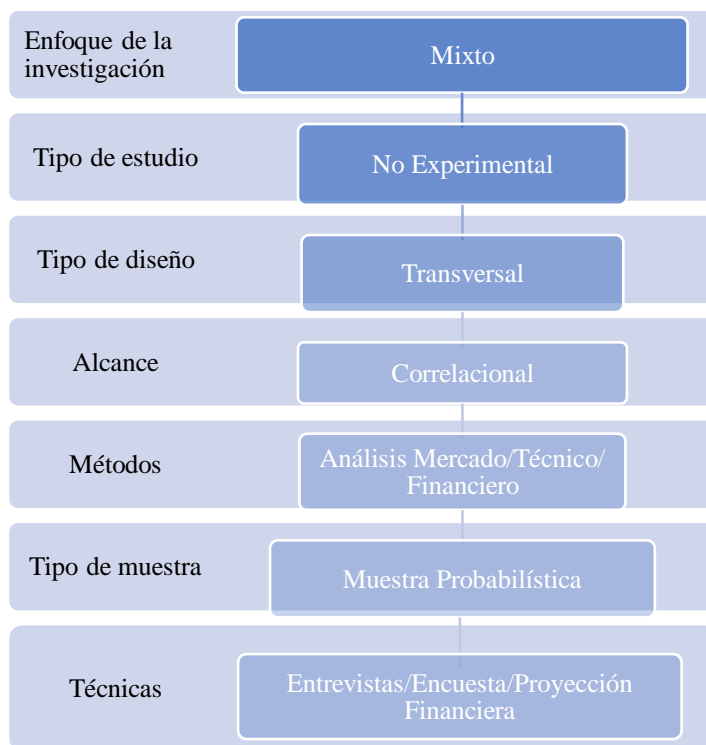 Enfoque de la
investigación
Mixto
Tipo de estudio
No Experimental
Tipo de diseño
Transversal
Alcance
Correlacional
Métodos
Análisis Mercado/Técnico/
Financiero
Tipo de muestra
Muestra Probabilística
Técnicas
Entrevistas/Encuesta/Proyección
Financiera